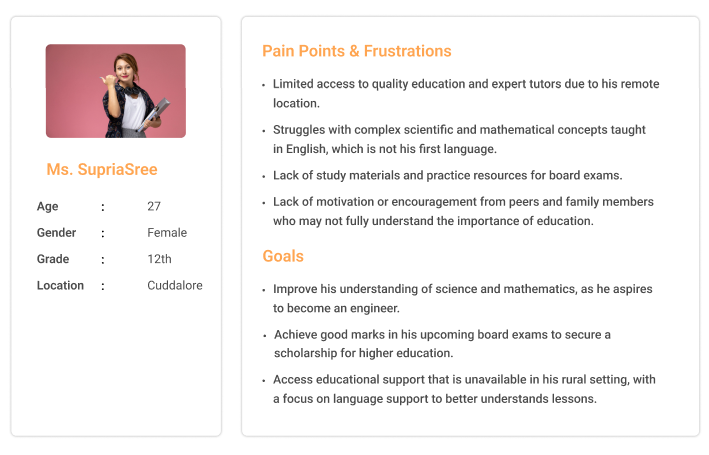 Ms. SupriaSree
Age : 27
Gender : Female
Grade : 12th
Location : Cuddalore
Pain Points & Frustrations
• Limited access to quality education and expert tutors due to his remote
location.
• Struggles with complex scientific and mathematical concepts taught
in English, which is not his first language.
• Lack of study materials and practice resources for board exams.
• Lack of motivation or encouragement from peers and family members
who may not fully understand the importance of education.
Goals
• Improve his understanding of science and mathematics, as he aspires
to become an engineer.
• Achieve good marks in his upcoming board exams to secure a
scholarship for higher education.
• Access educational support that is unavailable in his rural setting, with
a focus on language support to better understands lessons.